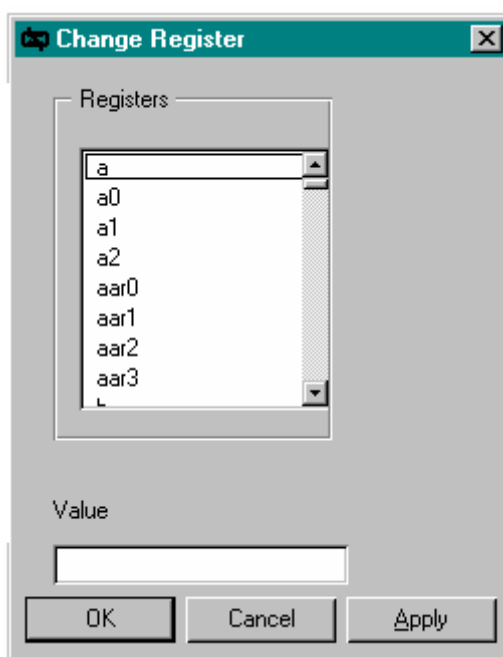 Change Register
Registers
a
a0
a1
a2
aar0
aar1
aar2
aar3
Value
OK
Cancel
Apply